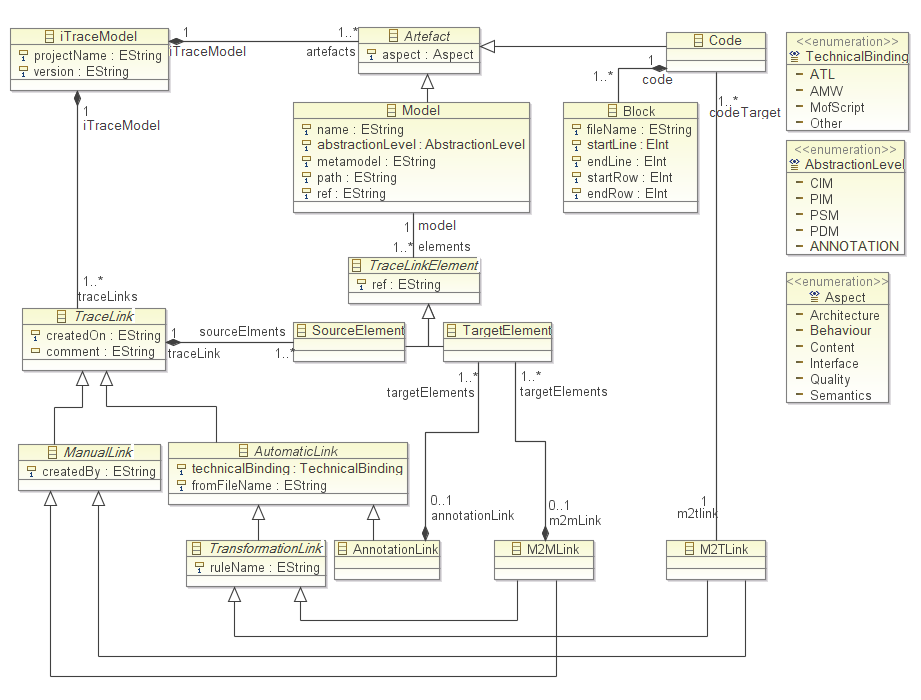 iTraceModel
projectName : EString
version : EString
1
iTraceModel
1..*
artefacts
Artefact
aspect : Aspect
Code
1
code
1..*
Block
fileName : EString
startLine : EInt
endLine : EInt
startRow : EInt
endRow : EInt
1..*
codeTarget
<<enumeration>>
TechnicalBinding
ATL
AMW
MofScript
Other
<<enumeration>>
AbstractionLevel
CIM
PIM
PSM
PDM
ANNOTATION
<<enumeration>>
Aspect
Architecture
Behaviour
Content
Interface
Quality
Semantics
1
iTraceModel
Model
name : EString
abstractionLevel : AbstractionLevel
metamodel : EString
path : EString
ref : EString
1 model
1..* elements
TraceLinkElement
ref : EString
1..*
traceLinks
TraceLink
createdOn : EString
comment : EString
1
traceLink
sourceElments
1..*
SourceElement
TargetElement
1..*
targetElements
1..*
targetElements
ManualLink
createdBy : EString
AutomaticLink
technicalBinding : TechnicalBinding
fromFileName : EString
0..1
annotationLink
0..1
m2mLink
1
m2tlink
TransformationLink
ruleName : EString
AnnotationLink
M2MLink
M2TLink